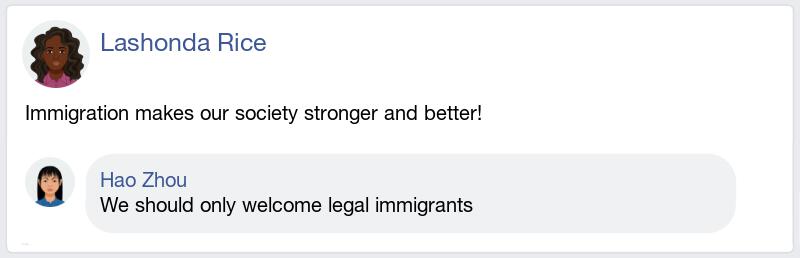 Lashonda Rice
Immigration makes our society stronger and better!
Hao Zhou
We should only welcome legal immigrants